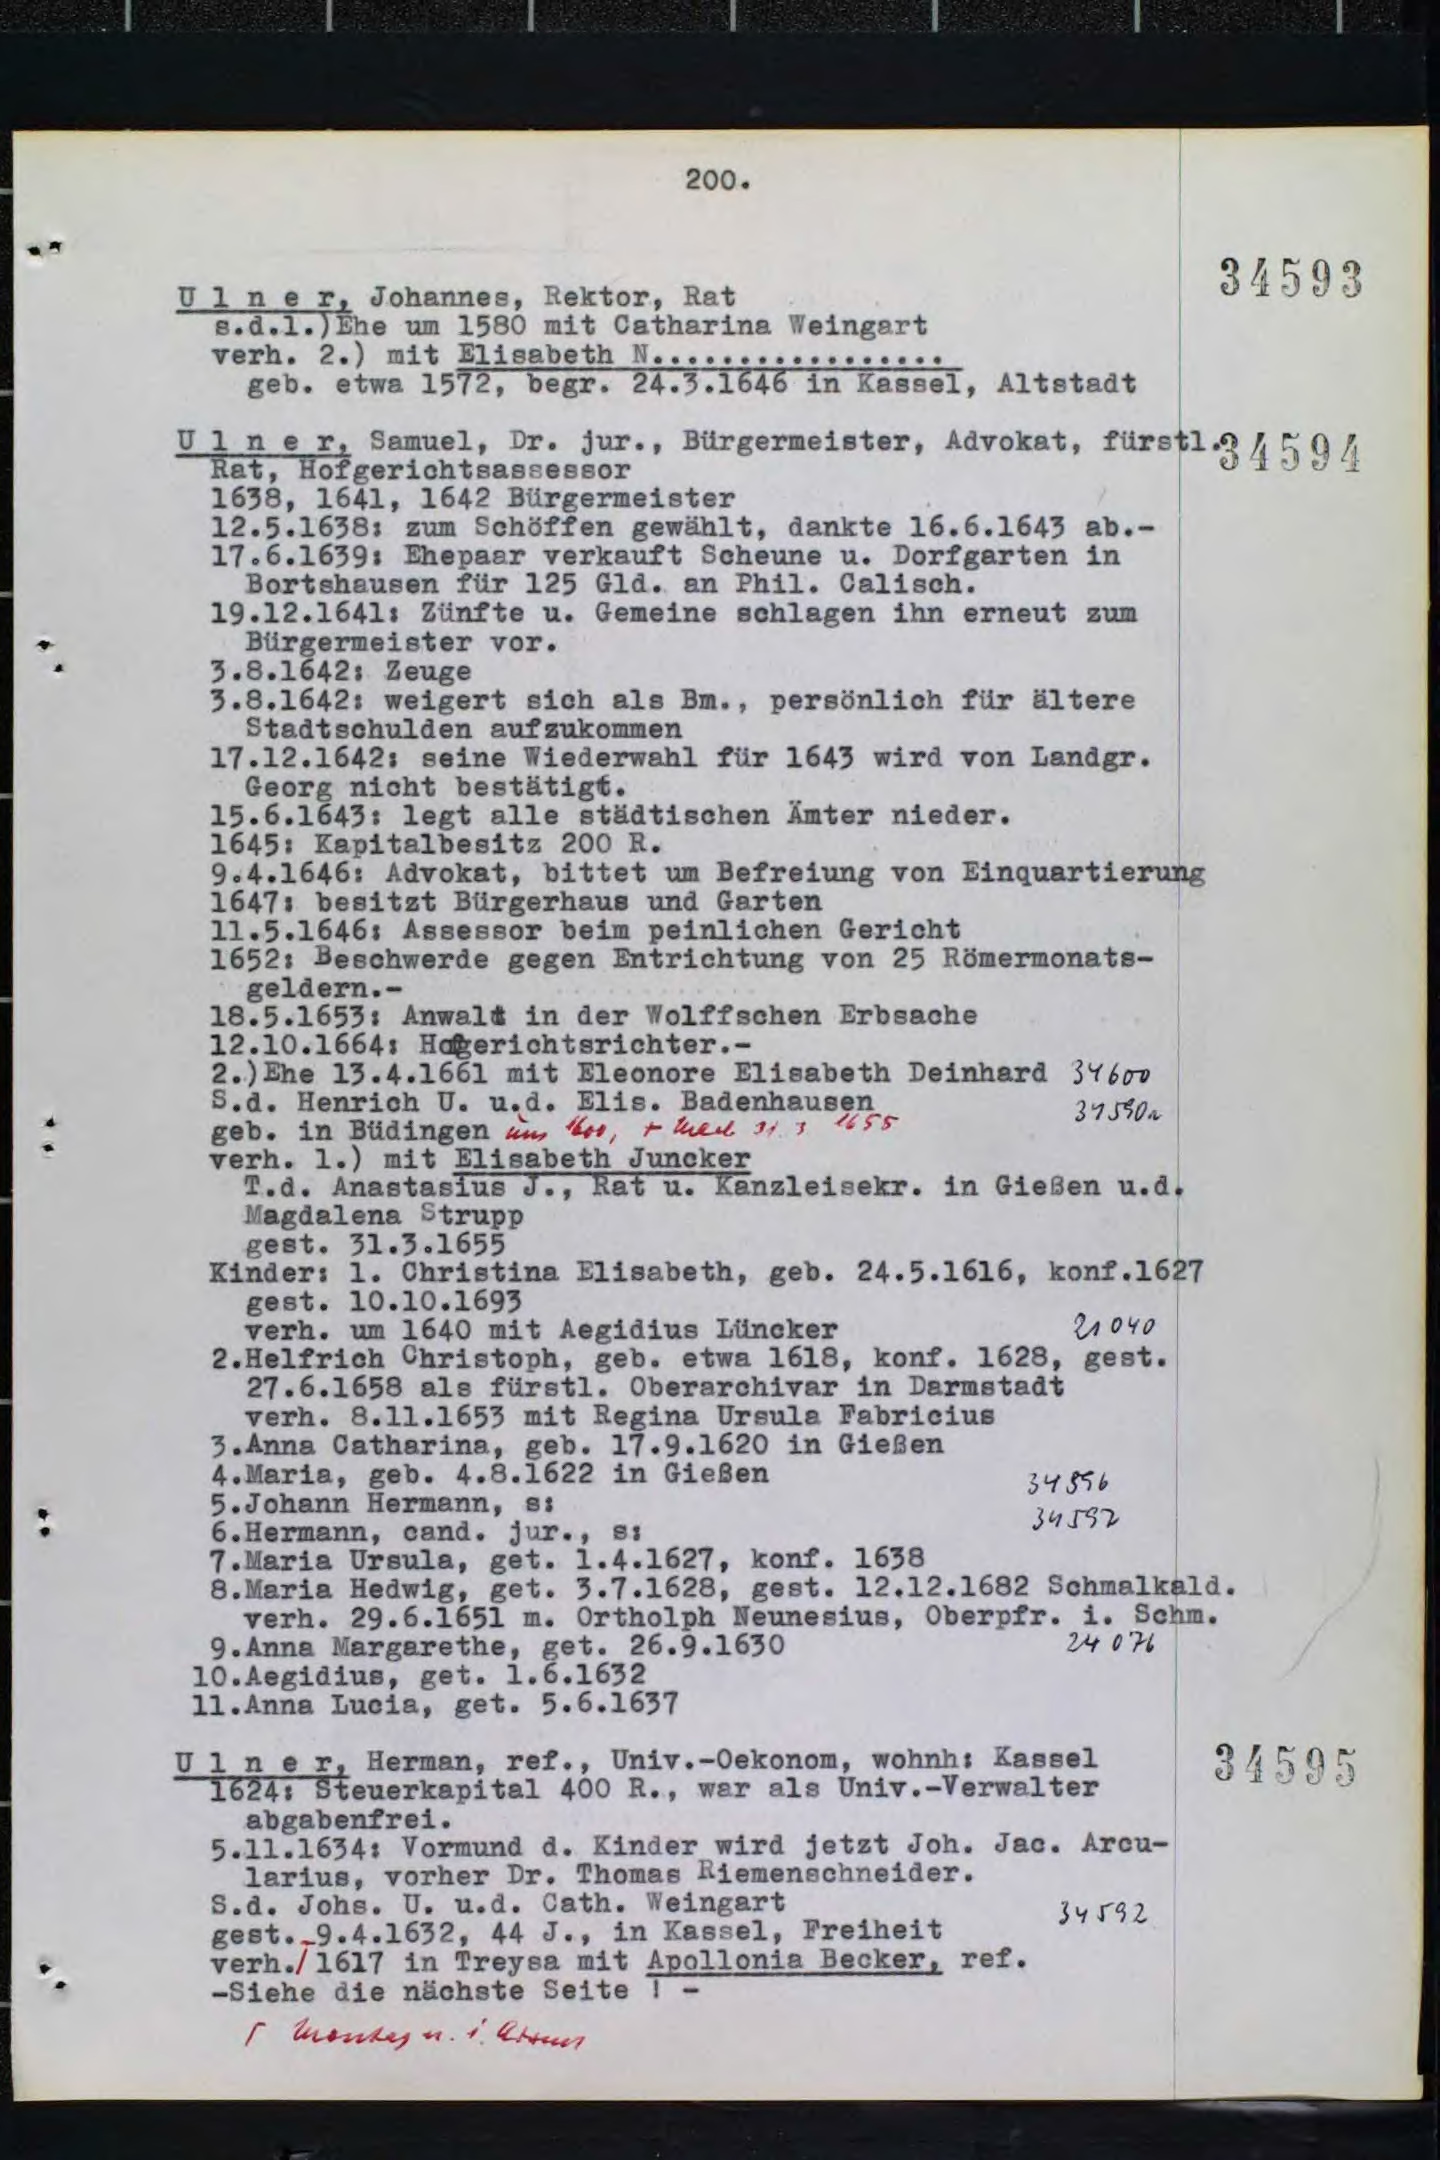 200.
34593
U l n e r, Johannes, Rektor, Rat
s.d.1.)Ehe um 1580 mit Catharina Weingart
verh. 2.) mit Elisabeth N.................
geb. etwa 1572, begr. 24.3.1646 in Kassel, Altstadt
U l n e r, Samuel, Dr. jur., Bürgermeister, Advokat, fürstl. 34594
Rat, Hofgerichtsassessor
1638, 1641, 1642 Bürgermeister
12.5.1638: zum Schöffen gewählt, dankte 16.6.1643 ab.-
17.6.1639: Ehepaar verkauft Scheune u. Dorfgarten in
Bortshausen für 125 Gld. an Phil. Calisch.
19.12.1641: Zünfte u. Gemeine schlagen ihn erneut zum
Bürgermeister vor.
3.8.1642: Zeuge
3.8.1642: weigert sich als Bm., persönlich für ältere
Stadtschulden aufzukommen
17.12.1642: seine Wiederwahl für 1643 wird von Landgr.
Georg nicht bestätigt.
15.6.1643: legt alle städtischen Ämter nieder.
1645: Kapitalbesitz 200 R.
9.4.1646: Advokat, bittet um Befreiung von Einquartierung
1647: besitzt Bürgerhaus und Garten
11.5.1646: Assessor beim peinlichen Gericht
1652: Beschwerde gegen Entrichtung von 25 Römermonats-
geldern.-
18.5.1653: Anwalt in der Wolffschen Erbsache
12.10.1664: Hofgerichtsrichter.-
2.)Ehe 13.4.1661 mit Eleonore Elisabeth Deinhard 34600
S.d. Henrich U. u.d. Elis. Badenhausen 34590a
geb. in Büdingen um 1600, + nach 31.3.1655
verh. 1.) mit Elisabeth Juncker
T.d. Anastasius J., Rat u. Kanzleisekr. in Gießen u.d.
Magdalena Strupp
gest. 31.3.1655
Kinder: 1. Christina Elisabeth, geb. 24.5.1616, konf.1627
gest. 10.10.1693
verh. um 1640 mit Aegidius Lüncker 21040
2.Helfrich Christoph, geb. etwa 1618, konf. 1628, gest.
27.6.1658 als fürstl. Oberarchivar in Darmstadt
verh. 8.11.1653 mit Regina Ursula Fabricius
3.Anna Catharina, geb. 17.9.1620 in Gießen
4.Maria, geb. 4.8.1622 in Gießen
5.Johann Hermann, s: 34596
6.Hermann, cand. jur., s: 34597
7.Maria Ursula, get. 1.4.1627, konf. 1638
8.Maria Hedwig, get. 3.7.1628, gest. 12.12.1682 Schmalkald.
verh. 29.6.1651 m. Ortholph Neunesius, Oberpfr. i. Schm.
9.Anna Margarethe, get. 26.9.1630 24076
10.Aegidius, get. 1.6.1632
11.Anna Lucia, get. 5.6.1637
U l n e r, Herman, ref., Univ.-Oekonom, wohnh: Kassel 34595
1624: Steuerkapital 400 R., war als Univ.-Verwalter
abgabenfrei.
5.11.1634: Vormund d. Kinder wird jetzt Joh. Jac. Arcu-
larius, vorher Dr. Thomas Riemenschneider.
S.d. Johs. U. u.d. Cath. Weingart 34592
gest. 9.4.1632, 44 J., in Kassel, Freiheit
verh./ 1617 in Treysa mit Apollonia Becker, ref.
-Siehe die nächste Seite ! -
Montag n.